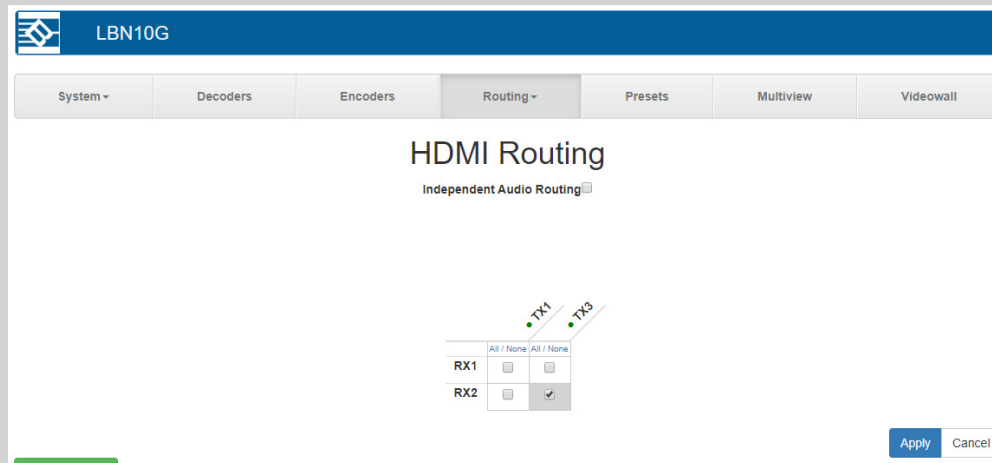 LBN10G
System Decoders Encoders Routing Presets Multiview Videowall
HDMI Routing
Independent Audio Routing
TX1 TX3
All / None All / None
RX1
RX2
Apply Cancel